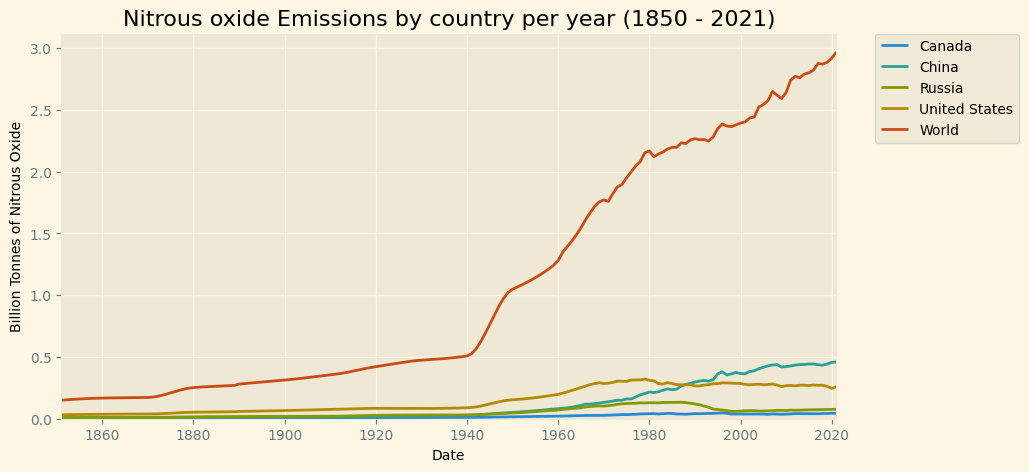 Nitrous oxide Emissions by country per year (1850 - 2021)
Billion Tonnes of Nitrous Oxide
3.0
2.5
2.0
1.5
1.0
0.5
0.0
1860 1880 1900 1920 1940 1960 1980 2000 2020
Date
Canada
China
Russia
United States
World